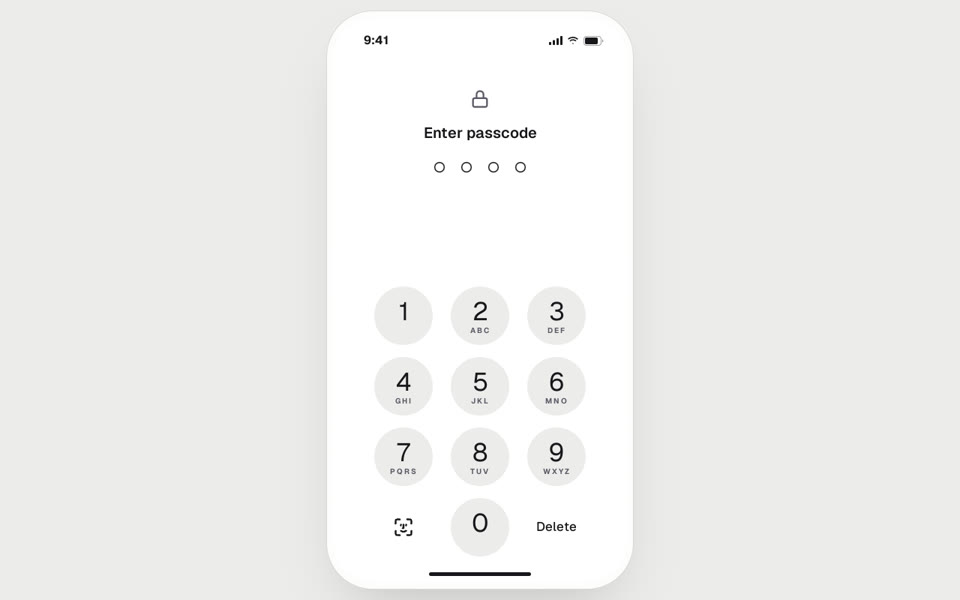 9:41
Enter passcode
1
2
ABC
3
DEF
4
GHI
5
JKL
6
MNO
7
PQRS
8
TUV
9
WXYZ
0
Delete